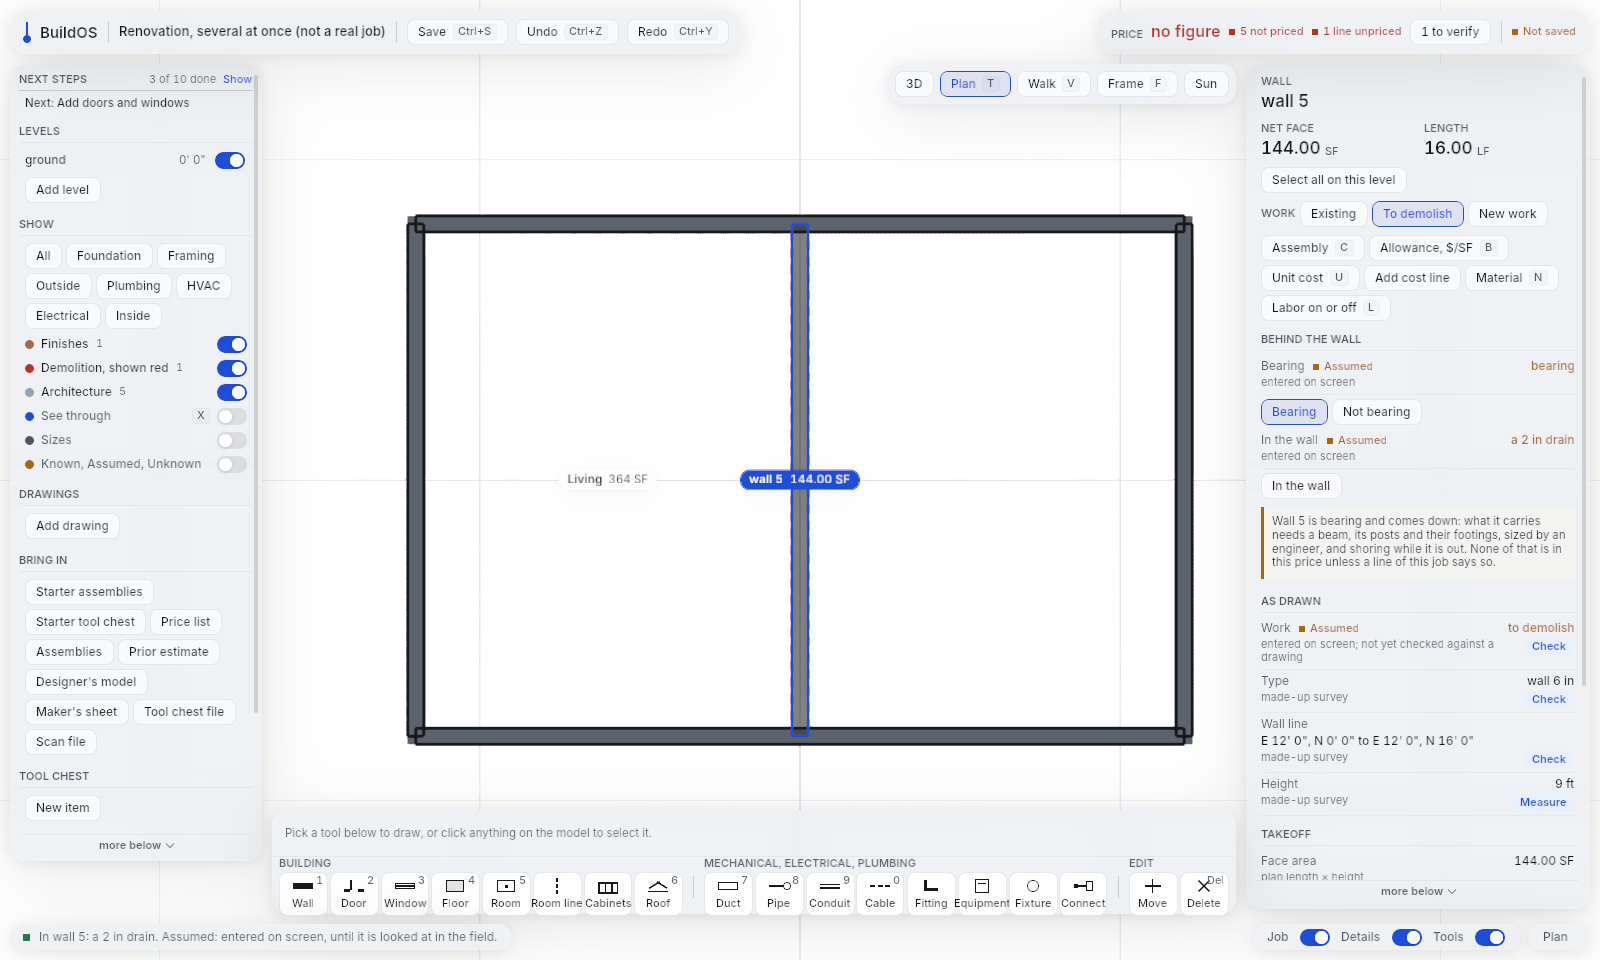 BuildOS
Renovation, several at once (not a real job)
Save Ctrl+S
Undo Ctrl+Z
Redo Ctrl+Y
PRICE no figure
5 not priced
1 line unpriced
1 to verify
Not saved
NEXT STEPS 3 of 10 done Show
Next: Add doors and windows
LEVELS
ground 0' 0"
Add level
SHOW
All Foundation Framing
Outside Plumbing HVAC
Electrical Inside
Finishes 1
Demolition, shown red 1
Architecture 5
See through X
Sizes
Known, Assumed, Unknown
DRAWINGS
Add drawing
BRING IN
Starter assemblies
Starter tool chest Price list
Assemblies Prior estimate
Designer's model
Maker's sheet Tool chest file
Scan file
TOOL CHEST
New item
more below
3D Plan T Walk V Frame F Sun
Living 364 SF
wall 5 144.00 SF
Pick a tool below to draw, or click anything on the model to select it.
BUILDING
1 2 3 4 5 6
Wall Door Window Floor Room Room line Cabinets Roof
MECHANICAL, ELECTRICAL, PLUMBING
7 8 9 0
Duct Pipe Conduit Cable Fitting Equipment Fixture Connect
EDIT
Del
Move Delete
WALL
wall 5
NET FACE LENGTH
144.00 SF 16.00 LF
Select all on this level
WORK Existing To demolish New work
Assembly C Allowance, $/SF B
Unit cost U Add cost line Material N
Labor on or off L
BEHIND THE WALL
Bearing Assumed bearing
entered on screen
Bearing Not bearing
In the wall Assumed a 2 in drain
entered on screen
In the wall
Wall 5 is bearing and comes down: what it carries
needs a beam, its posts and their footings, sized by an
engineer, and shoring while it is out. None of that is in
this price unless a line of this job says so.
AS DRAWN
Work Assumed to demolish
entered on screen; not yet checked against a
drawing
Check
Type wall 6 in
made-up survey Check
Wall line
E 12' 0", N 0' 0" to E 12' 0", N 16' 0"
made-up survey Check
Height 9 ft
made-up survey Measure
TAKEOFF
Face area 144.00 SF
plan length × height
more below
In wall 5: a 2 in drain. Assumed: entered on screen, until it is looked at in the field.
Job Details Tools Plan